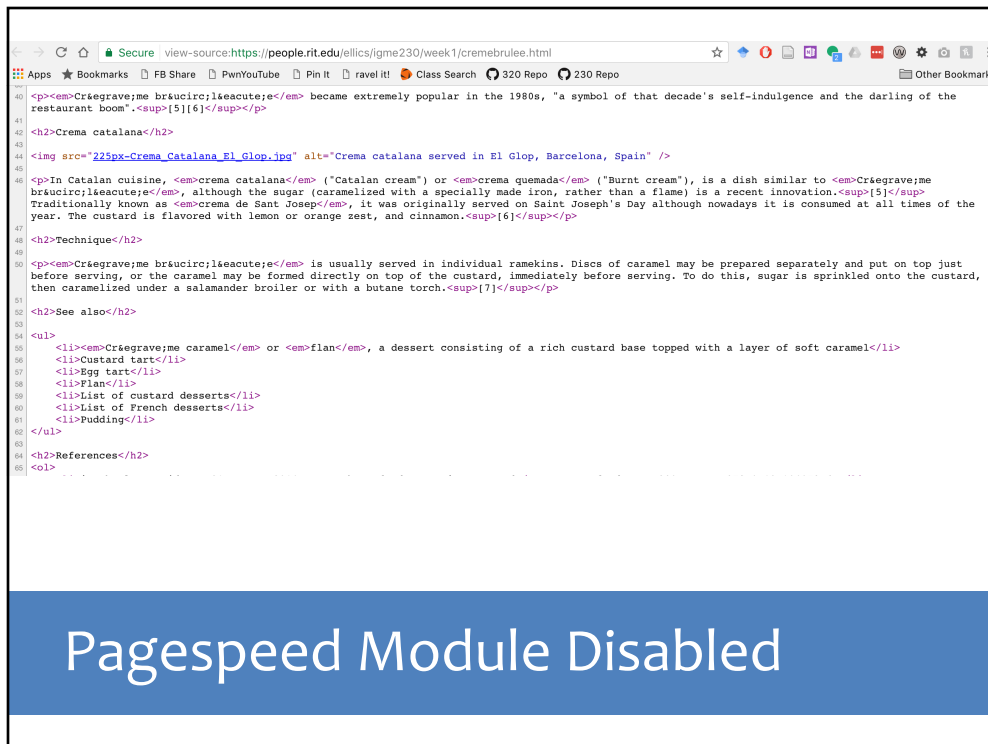 Secure view-source:https://people.rit.edu/ellics/igme230/week1/cremebrulee.html
Apps Bookmarks FB Share PwnYouTube Pin It ravel it! Class Search 320 Repo 230 Repo Other Bookmark
40 <p><em>Cr&egrave;me br&ucirc;l&eacute;e</em> became extremely popular in the 1980s, "a symbol of that decade's self-indulgence and the darling of the
restaurant boom".<sup>[5][6]</sup></p>
41
42 <h2>Crema catalana</h2>
43
44 <img src="225px-Crema_Catalana_El_Glop.jpg" alt="Crema catalana served in El Glop, Barcelona, Spain" />
45
46 <p>In Catalan cuisine, <em>crema catalana</em> ("Catalan cream") or <em>crema quemada</em> ("Burnt cream"), is a dish similar to <em>Cr&egrave;me
br&ucirc;l&eacute;e</em>, although the sugar (caramelized with a specially made iron, rather than a flame) is a recent innovation.<sup>[5]</sup>
Traditionally known as <em>crema de Sant Josep</em>, it was originally served on Saint Joseph's Day although nowadays it is consumed at all times of the
year. The custard is flavored with lemon or orange zest, and cinnamon.<sup>[6]</sup></p>
47
48 <h2>Technique</h2>
49
50 <p><em>Cr&egrave;me br&ucirc;l&eacute;e</em> is usually served in individual ramekins. Discs of caramel may be prepared separately and put on top just
before serving, or the caramel may be formed directly on top of the custard, immediately before serving. To do this, sugar is sprinkled onto the custard,
then caramelized under a salamander broiler or with a butane torch.<sup>[7]</sup></p>
51
52 <h2>See also</h2>
53
54 <ul>
55 <li><em>Cr&egrave;me caramel</em> or <em>flan</em>, a dessert consisting of a rich custard base topped with a layer of soft caramel</li>
56 <li>Custard tart</li>
57 <li>Egg tart</li>
58 <li>Flan</li>
59 <li>List of custard desserts</li>
60 <li>List of French desserts</li>
61 <li>Pudding</li>
62 </ul>
63
64 <h2>References</h2>
65 <ol>
Pagespeed Module Disabled